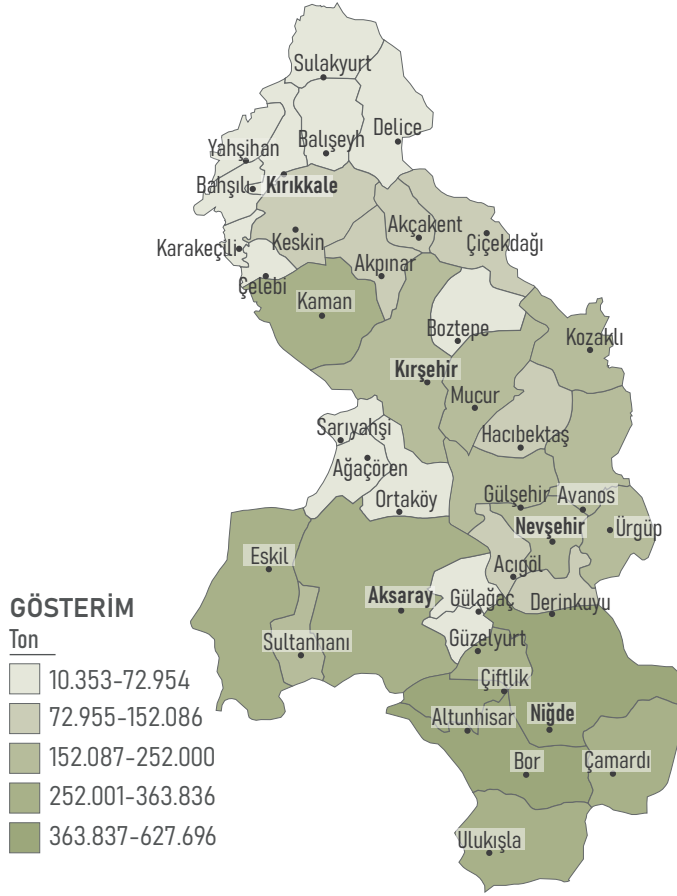 Sulakyurt
Delice
Balışeyh
Yahşihan
Bahşılı
Kırıkkale
Akçakent
Çiçekdağı
Keskin
Karakeçili
Akpınar
Çelebi
Kaman
Boztepe
Kozaklı
Kırşehir
Mucur
Sarıyahşi
Hacıbektaş
Ağaçören
Ortaköy
Gülşehir
Avanos
Nevşehir
Ürgüp
Eskil
Acıgöl
Aksaray
Gülağaç
Derinkuyu
Sultanhanı
Güzelyurt
Çiftlik
Altunhisar
Niğde
Bor
Çamardı
Ulukışla
GÖSTERİM
Ton
10.353-72.954
72.955-152.086
152.087-252.000
252.001-363.836
363.837-627.696